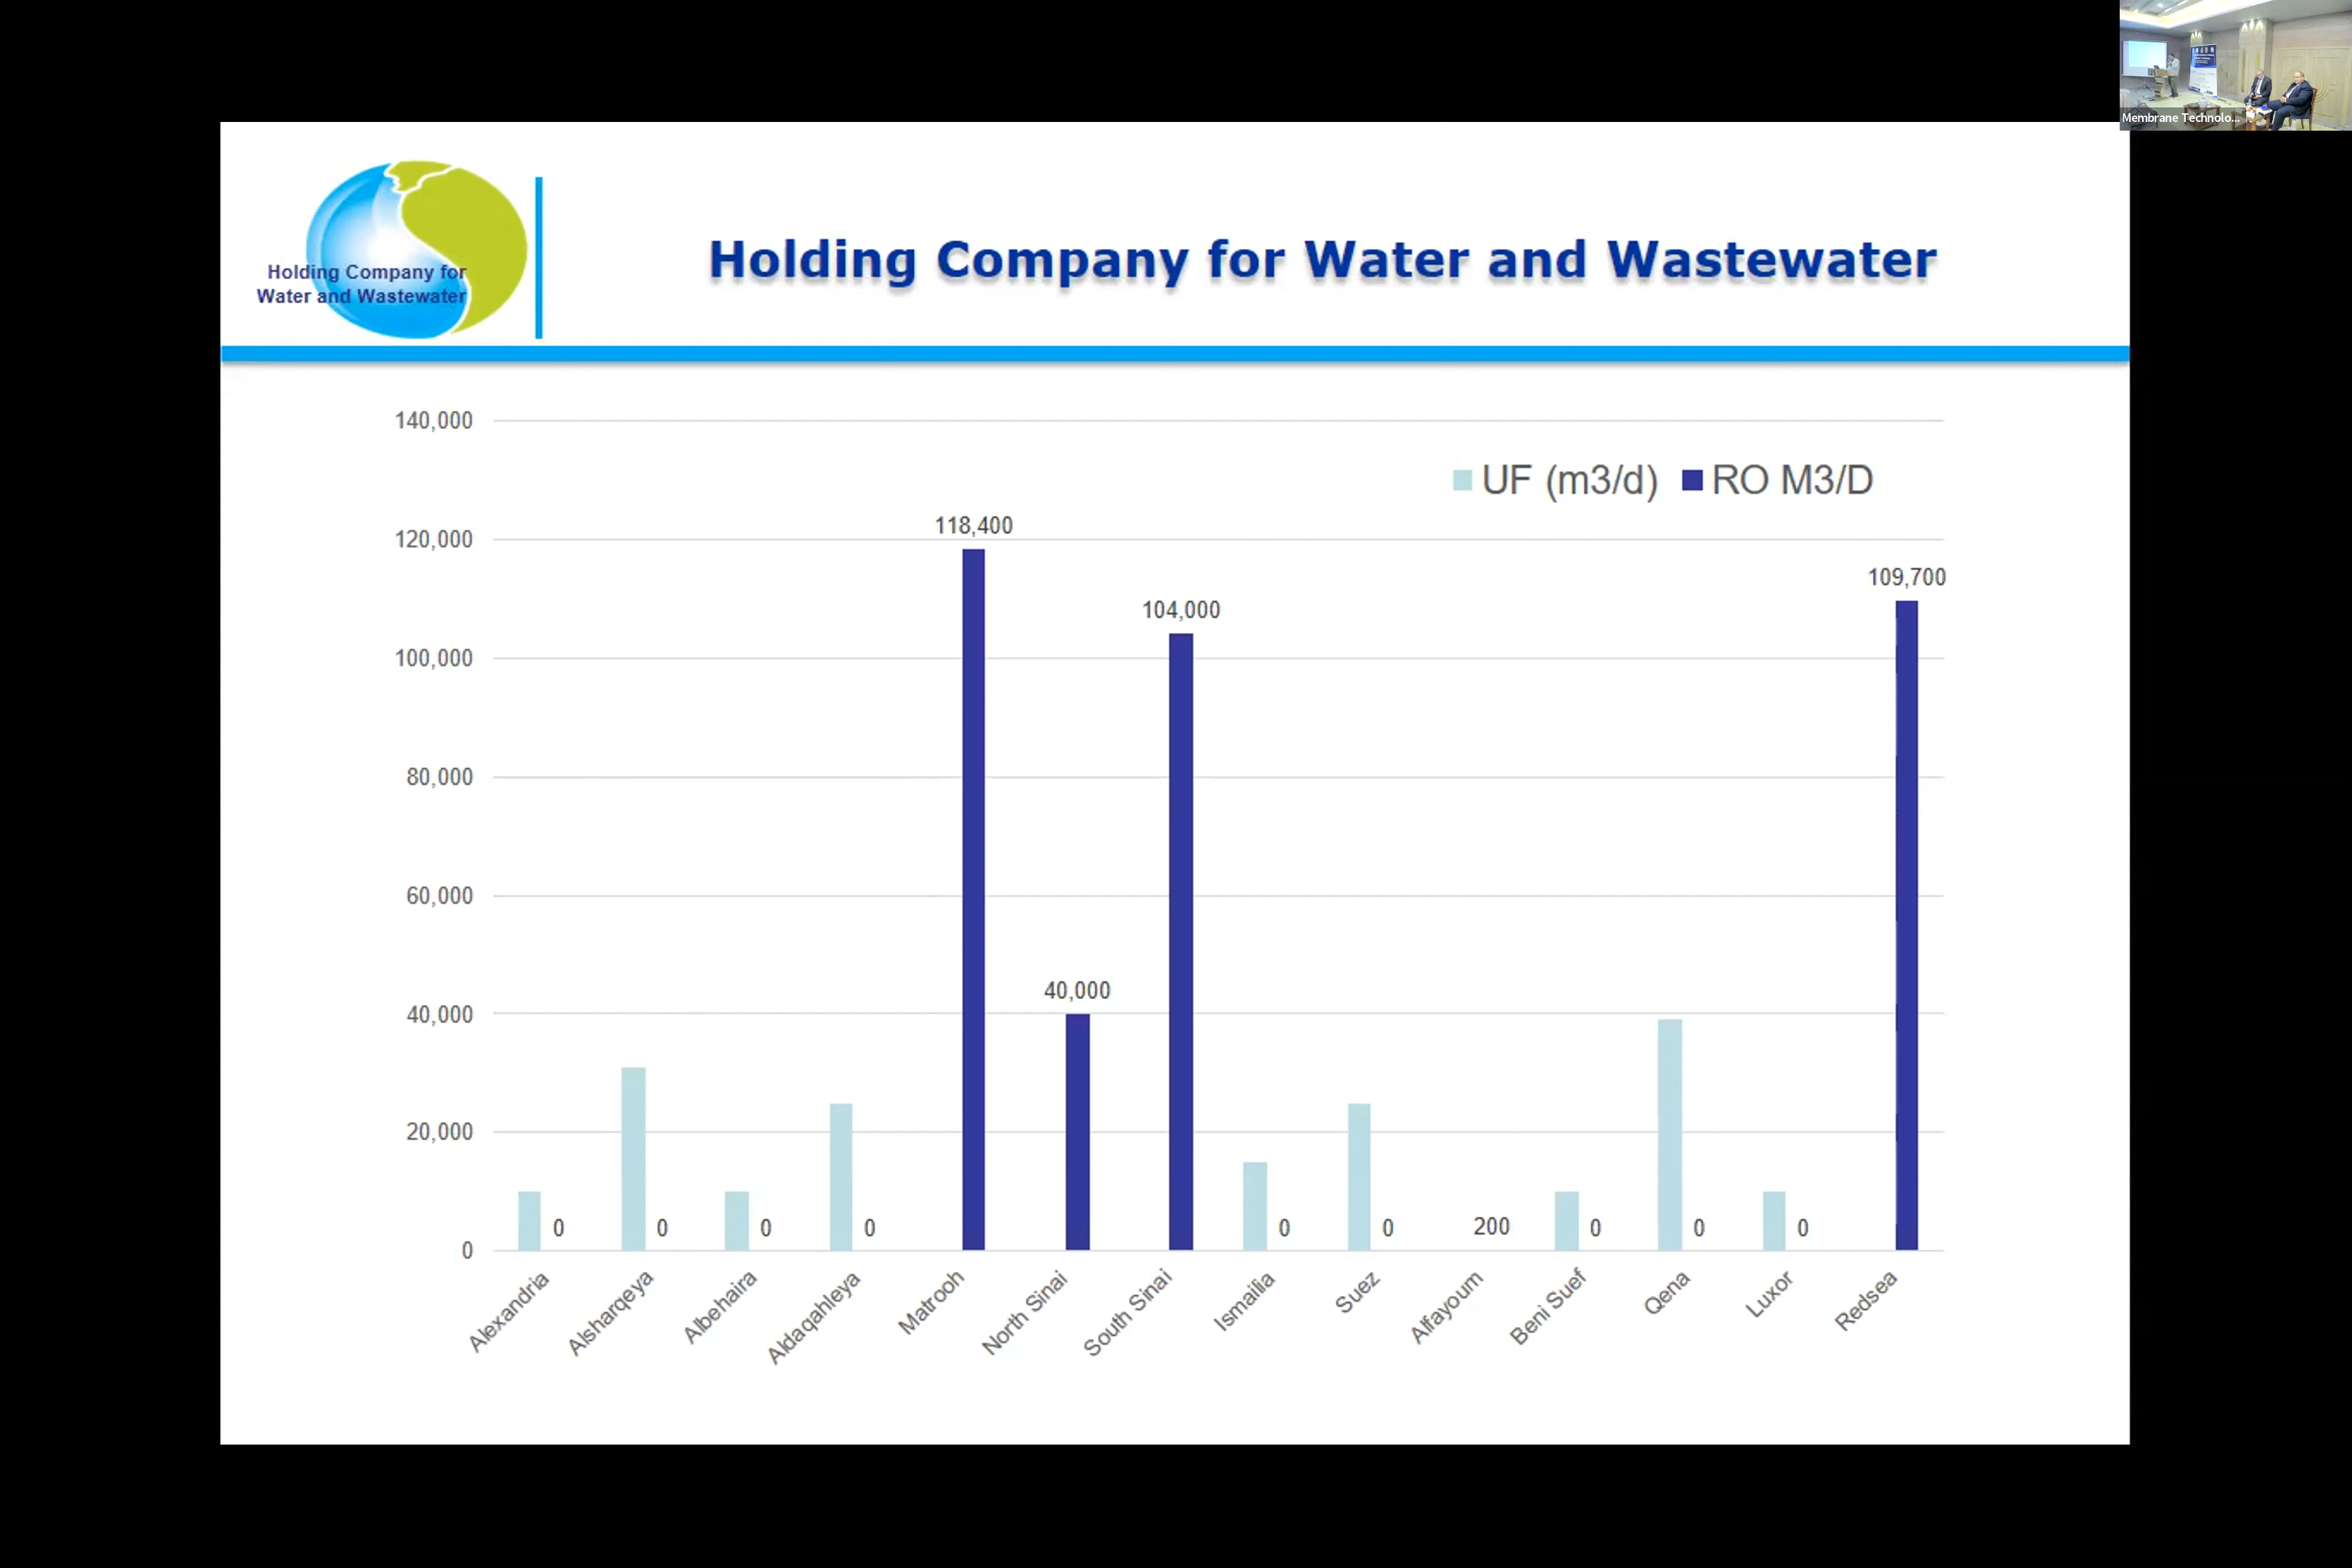 Membrane Technolo...
Holding Company for
Water and Wastewater
Holding Company for Water and Wastewater
140,000
UF (m3/d) RO M3/D
120,000
118,400
109,700
104,000
100,000
80,000
60,000
40,000
40,000
20,000
0 0 0 0 0 0 200 0 0 0
0
Alexandria
Alsharqeya
Albehaira
Aldaqahleya
Matrooh
North Sinai
South Sinai
Ismailia
Suez
Alfayoum
Beni Suef
Qena
Luxor
Redsea